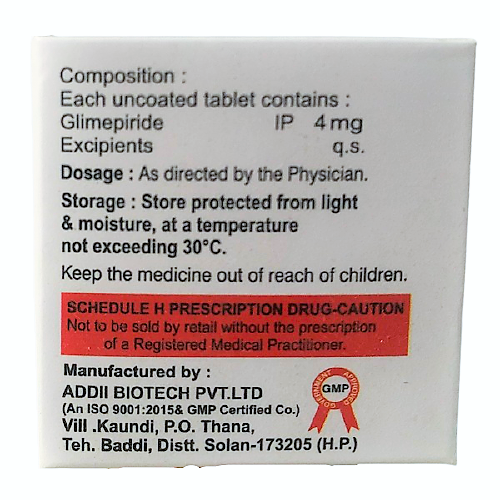 Composition :
Each uncoated tablet contains :
Glimepiride IP 4 mg
Excipients q.s.
Dosage : As directed by the Physician.
Storage : Store protected from light
& moisture, at a temperature
not exceeding 30°C.
Keep the medicine out of reach of children.
SCHEDULE H PRESCRIPTION DRUG-CAUTION
Not to be sold by retail without the prescription
of a Registered Medical Practitioner.
Manufactured by :
ADDII BIOTECH PVT.LTD
(An ISO 9001:2015& GMP Certified Co.)
Vill .Kaundi, P.O. Thana,
Teh. Baddi, Distt. Solan-173205 (H.P.)
GOVERNMENT APPROVED
GMP